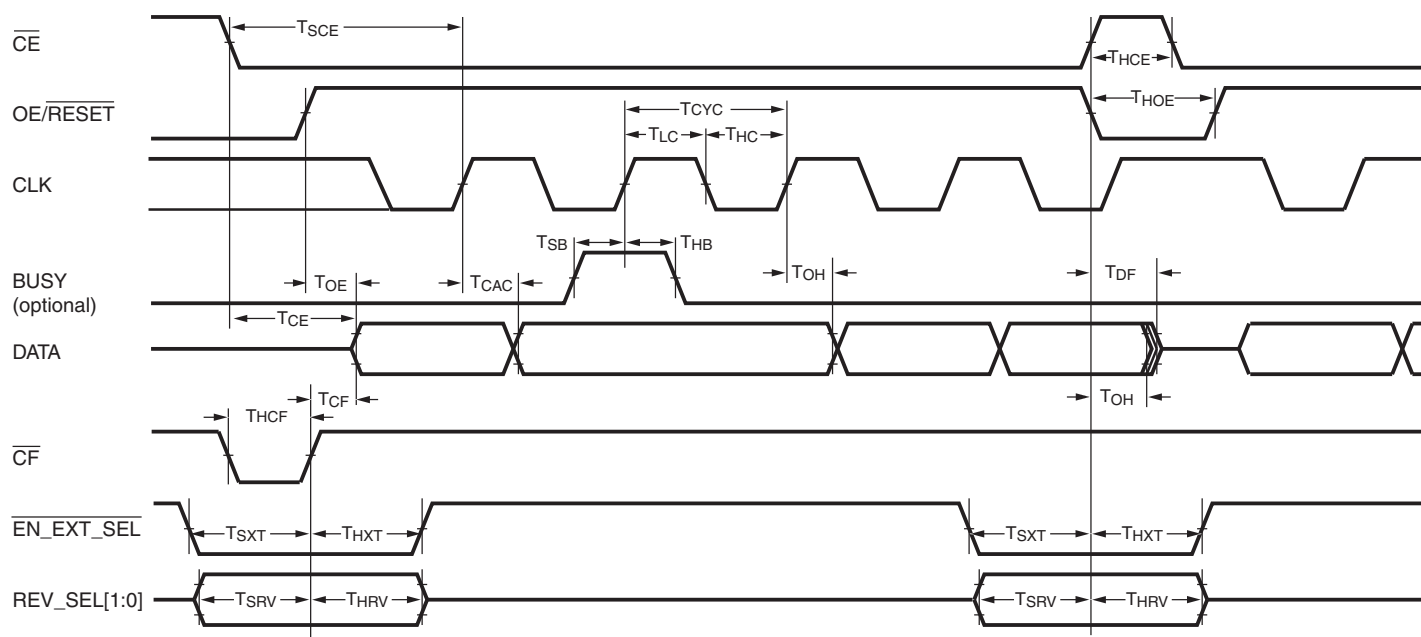 CE
TSCE
THCE
OE/RESET
THOE
TCYC
TLC
THC
CLK
TSB
THB
TOH
TDF
BUSY
(optional)
TOE
TCAC
TCE
DATA
TCF
TOH
THCF
CF
EN_EXT_SEL
TSXT
THXT
TSXT
THXT
REV_SEL[1:0]
TSRV
THRV
TSRV
THRV